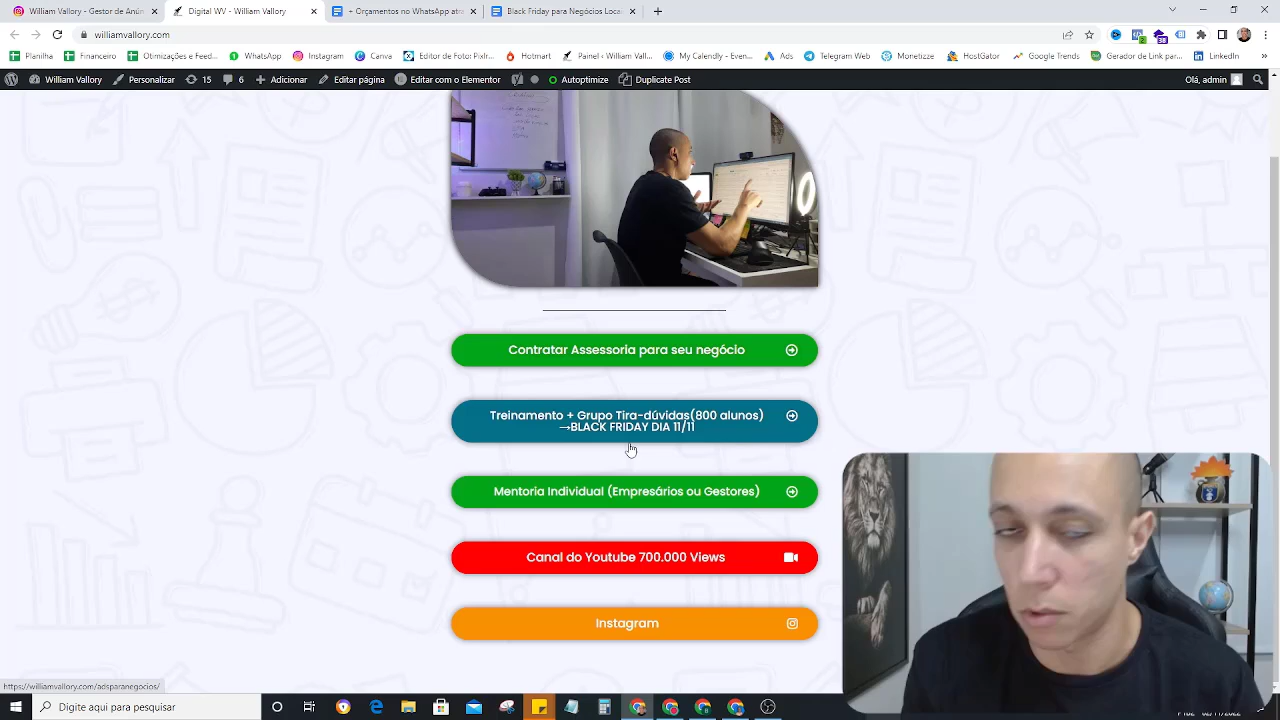 William Vallory - Gestor de Anún
Digital WV - William Vallory
+ Orçamentos no WhatsApp atra
Black Friday para Negócios Loca
williamvallory.com
Planilha
Financeiro
Otimizações e Feed...
WhatsApp
Instagram
Canva
Editor de Foto: Pixlr...
Hotmart
Painel ‹ William Val...
My Calendly - Even...
Ads
Telegram Web
Monetizze
HostGator
Google Trends
Gerador de Link par...
LinkedIn
William Vallory
Personalizar
15
6
Adicionar
Editar página
Editar com o Elementor
Autoptimize
Duplicate Post
Olá, admin
Contratar Assessoria para seu negócio
Treinamento + Grupo Tira-dúvidas(800 alunos)
→BLACK FRIDAY DIA 11/11
Mentoria Individual (Empresários ou Gestores)
Canal do Youtube 700.000 Views
Instagram
https://williamvallory.com/adsparanegocios/
Digite aqui para pesquisar